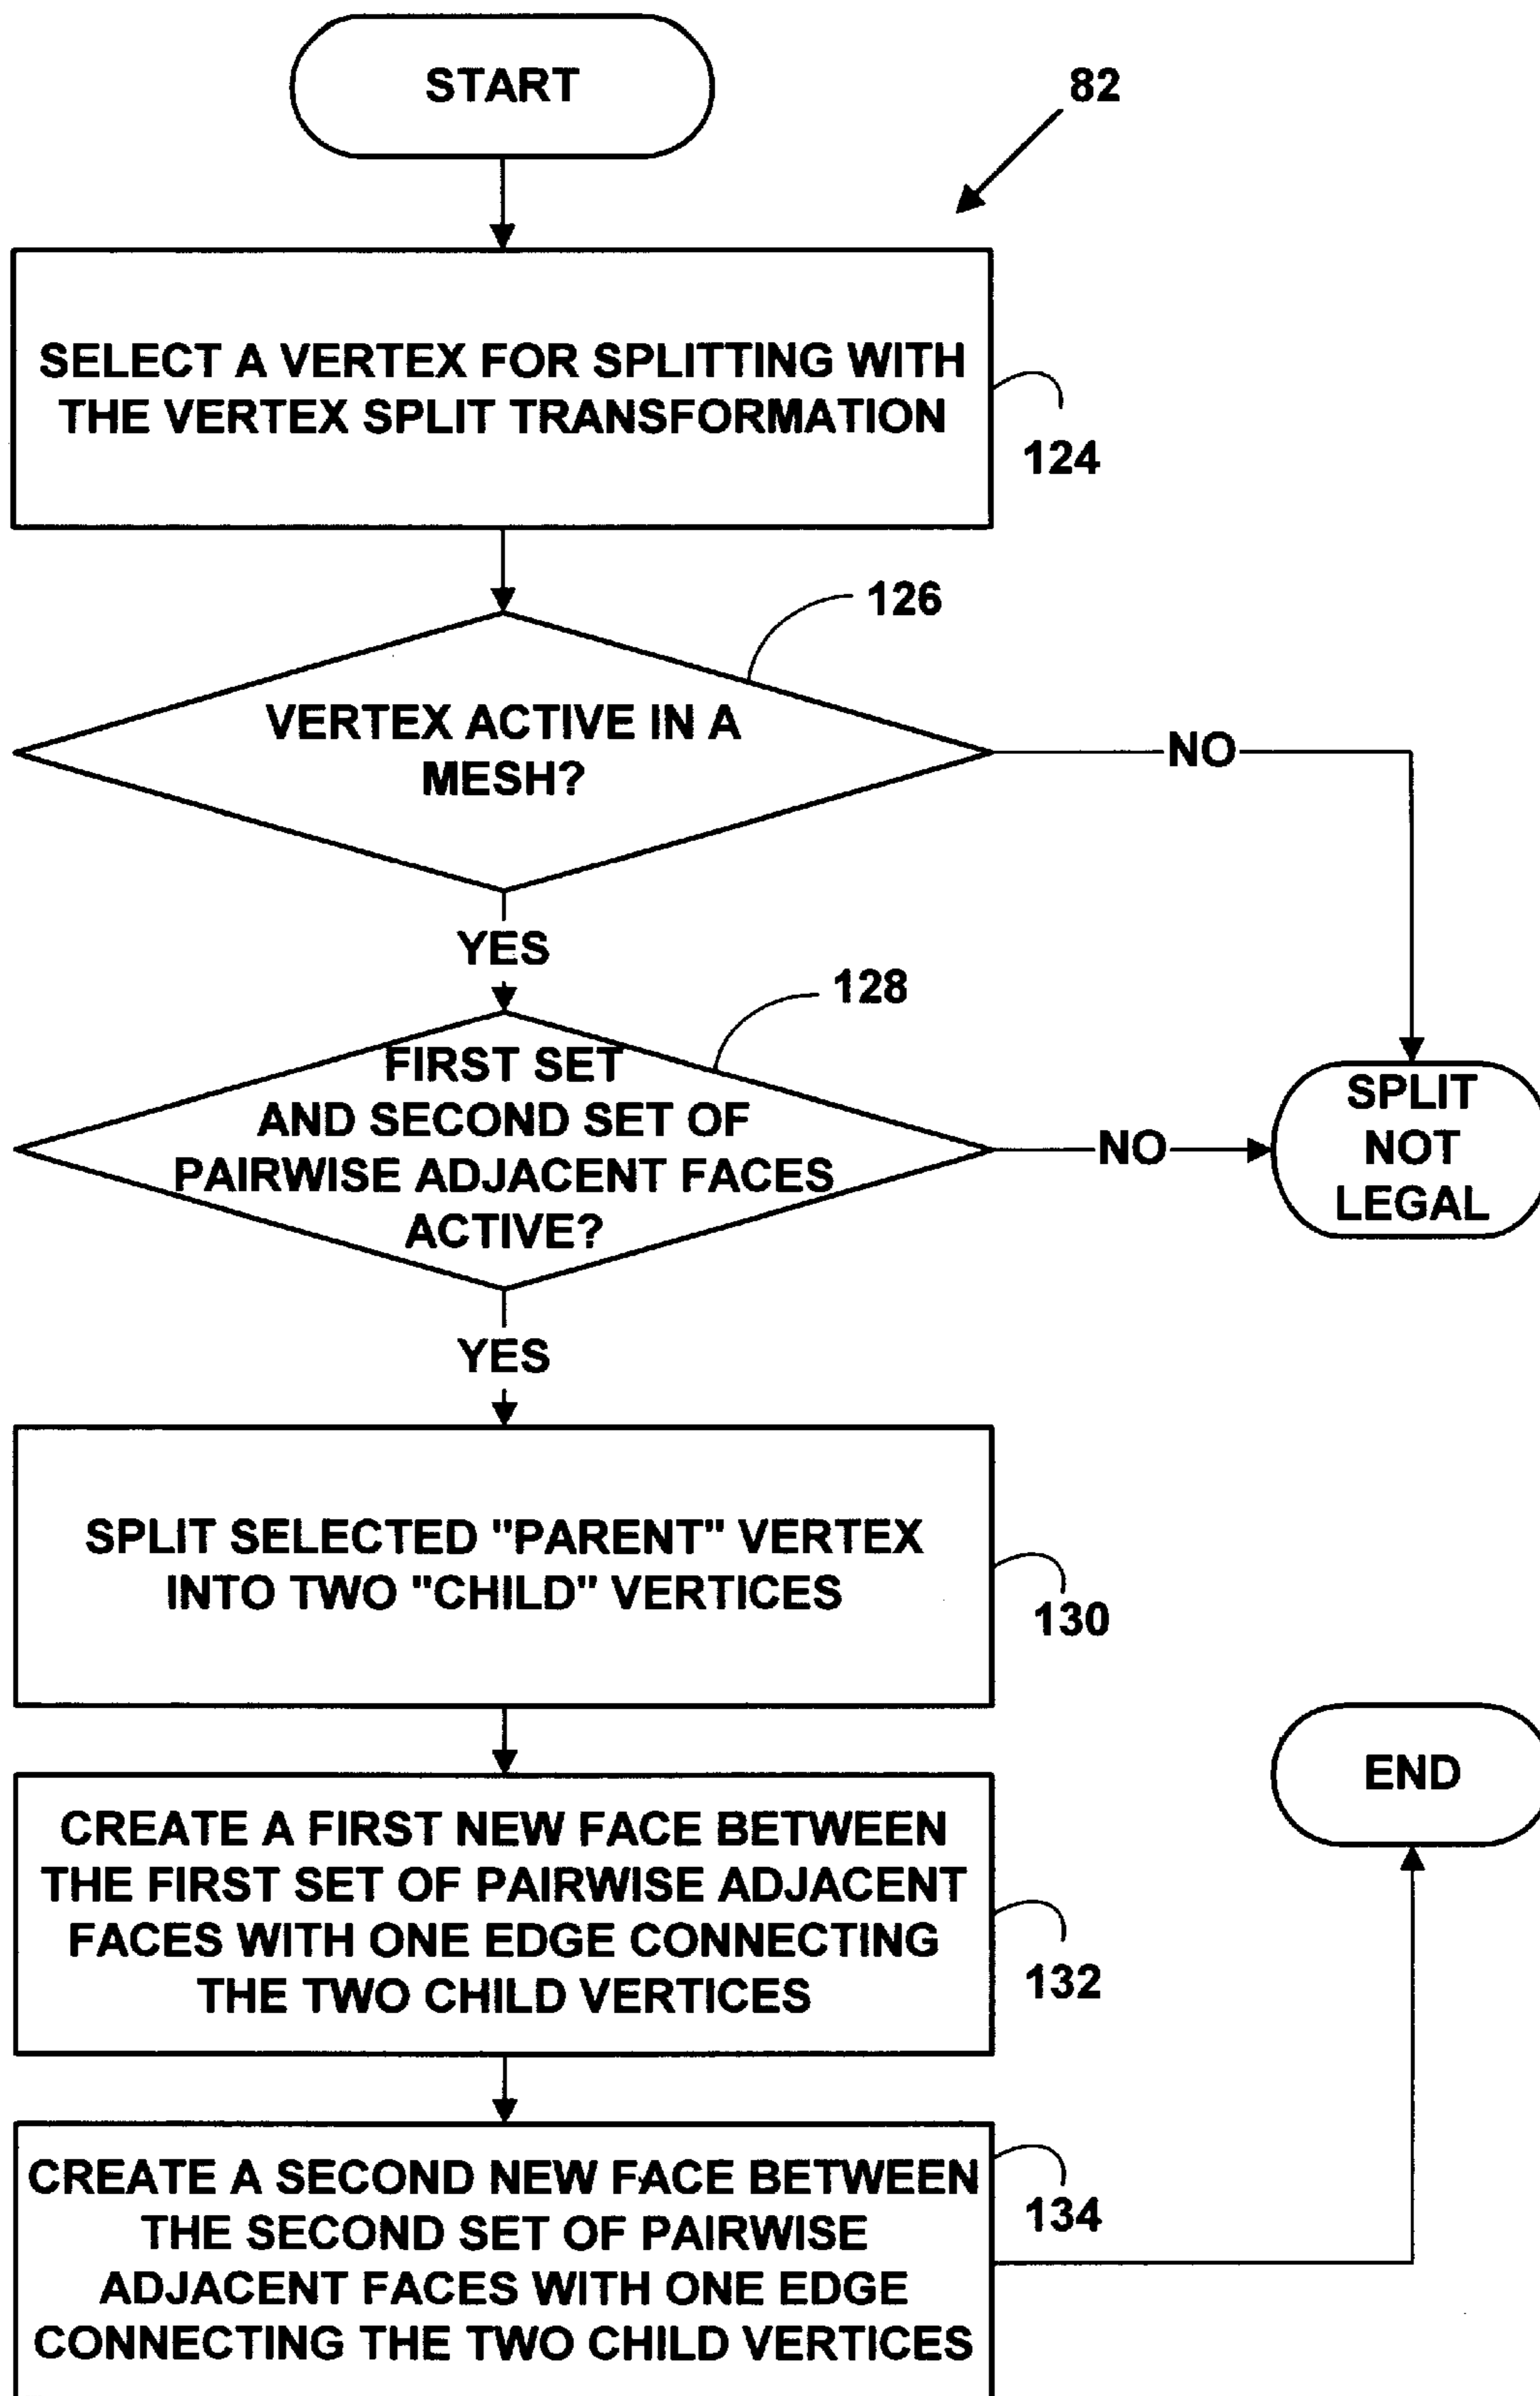 START
82
SELECT A VERTEX FOR SPLITTING WITH
THE VERTEX SPLIT TRANSFORMATION
124
126
VERTEX ACTIVE IN A
MESH?
NO
YES
128
FIRST SET
AND SECOND SET OF
PAIRWISE ADJACENT FACES
ACTIVE?
NO
SPLIT
NOT
LEGAL
YES
SPLIT SELECTED "PARENT" VERTEX
INTO TWO "CHILD" VERTICES
130
CREATE A FIRST NEW FACE BETWEEN
THE FIRST SET OF PAIRWISE ADJACENT
FACES WITH ONE EDGE CONNECTING
THE TWO CHILD VERTICES
132
END
CREATE A SECOND NEW FACE BETWEEN
THE SECOND SET OF PAIRWISE
ADJACENT FACES WITH ONE EDGE
CONNECTING THE TWO CHILD VERTICES
134